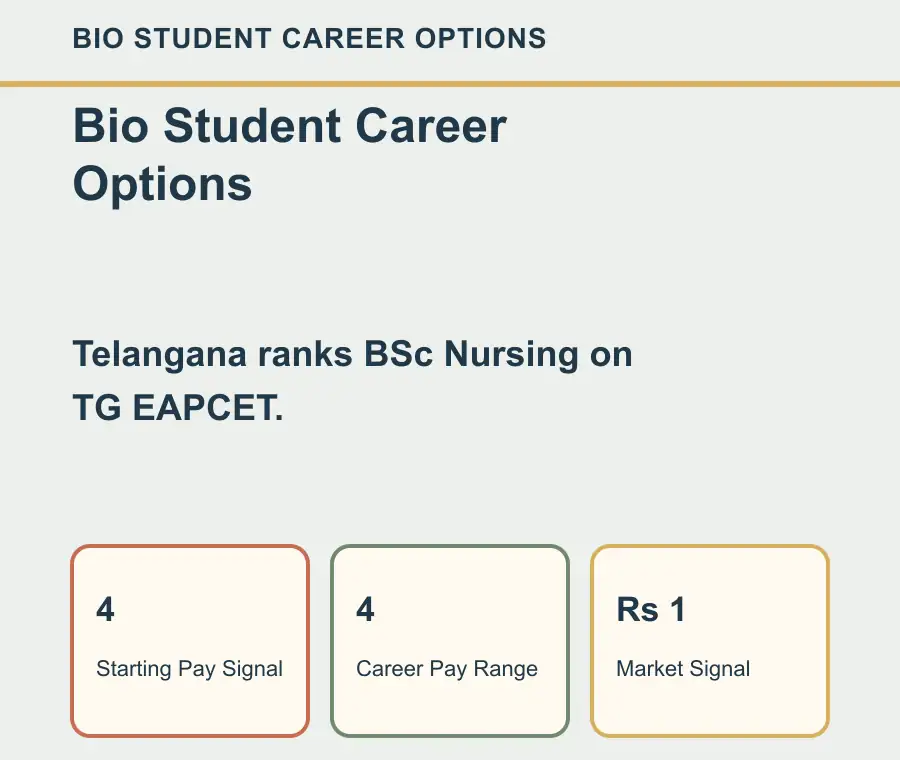 BIO STUDENT CAREER OPTIONS
Bio Student Career
Options
Telangana ranks BSc Nursing on
TG EAPCET.
4
Starting Pay Signal
4
Career Pay Range
Rs 1
Market Signal